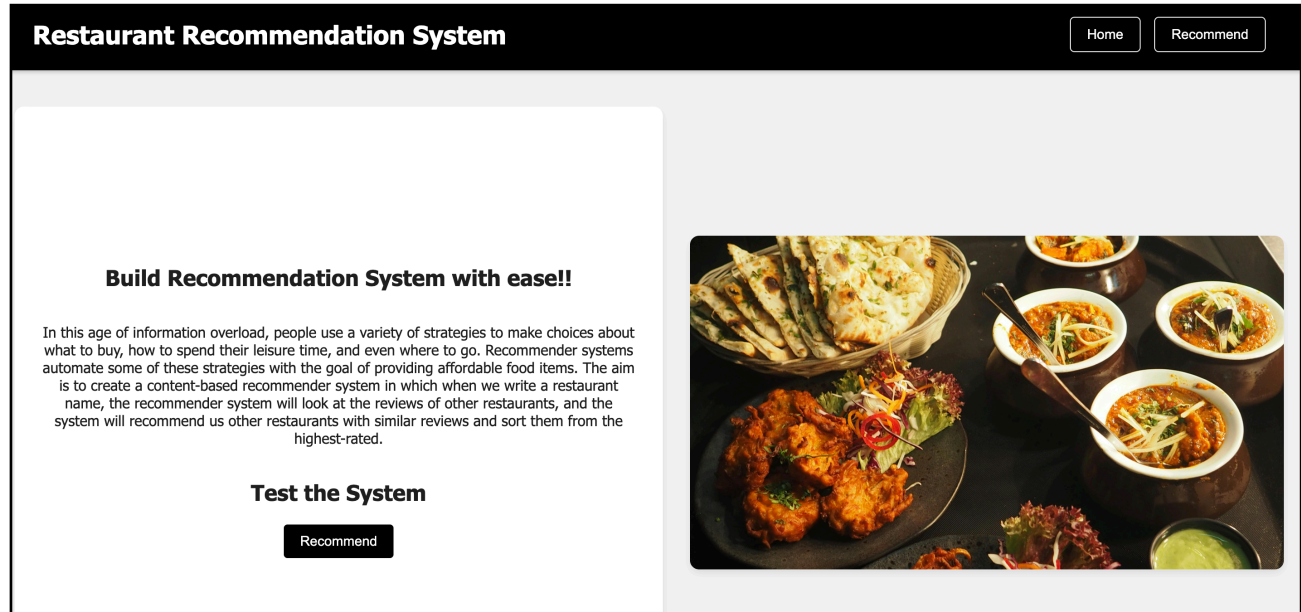 Restaurant Recommendation System
Home
Recommend
Build Recommendation System with ease!!
In this age of information overload, people use a variety of strategies to make choices about
what to buy, how to spend their leisure time, and even where to go. Recommender systems
automate some of these strategies with the goal of providing affordable food items. The aim
is to create a content-based recommender system in which when we write a restaurant
name, the recommender system will look at the reviews of other restaurants, and the
system will recommend us other restaurants with similar reviews and sort them from the
highest-rated.
Test the System
Recommend